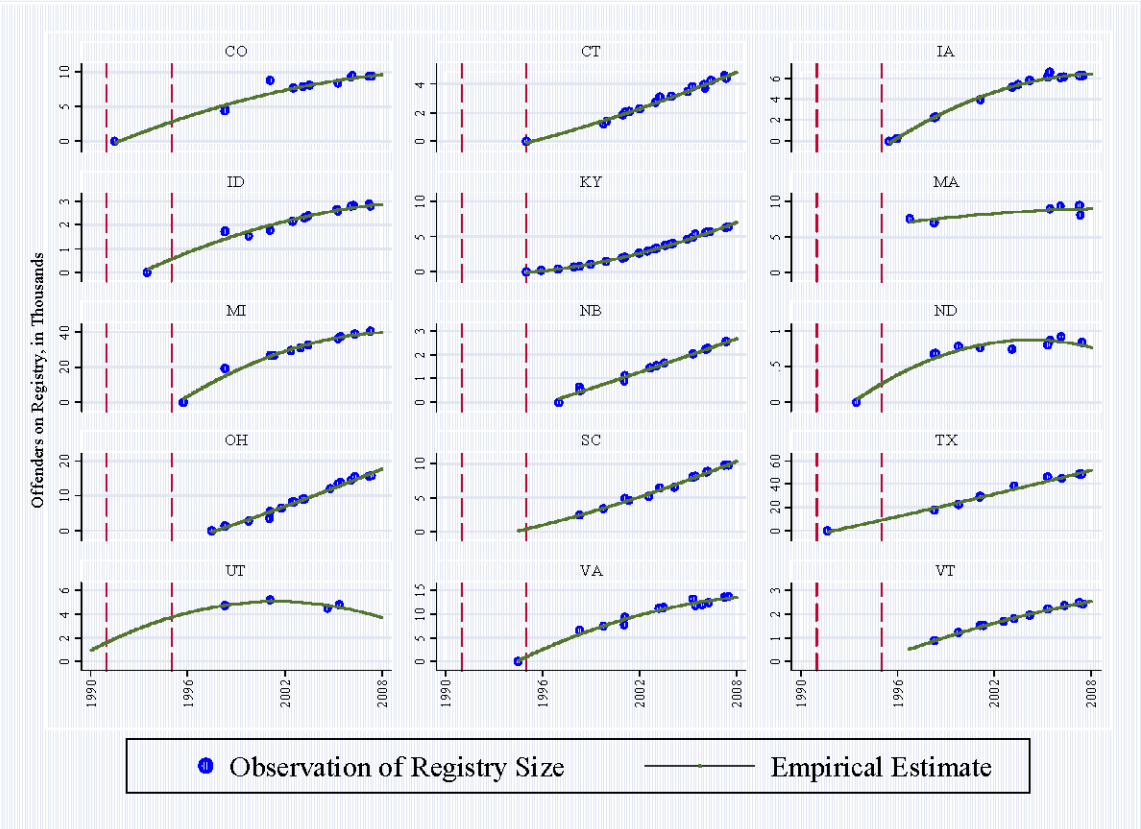 CO CT IA
10 5 0
4 2 0
6 4 2 0
ID KY MA
3 2 1 0
10 5 0
10 5 0
Offenders on Registry, in Thousands
MI NB ND
40 20 0
3 2 1 0
1 .5 0
OH SC TX
20 10 0
10 5 0
60 40 20 0
UT VA VT
6 4 2 0
15 10 5 0
3 2 1 0
1990 1996 2002 2008 1990 1996 2002 2008 1990 1996 2002 2008
Observation of Registry Size Empirical Estimate